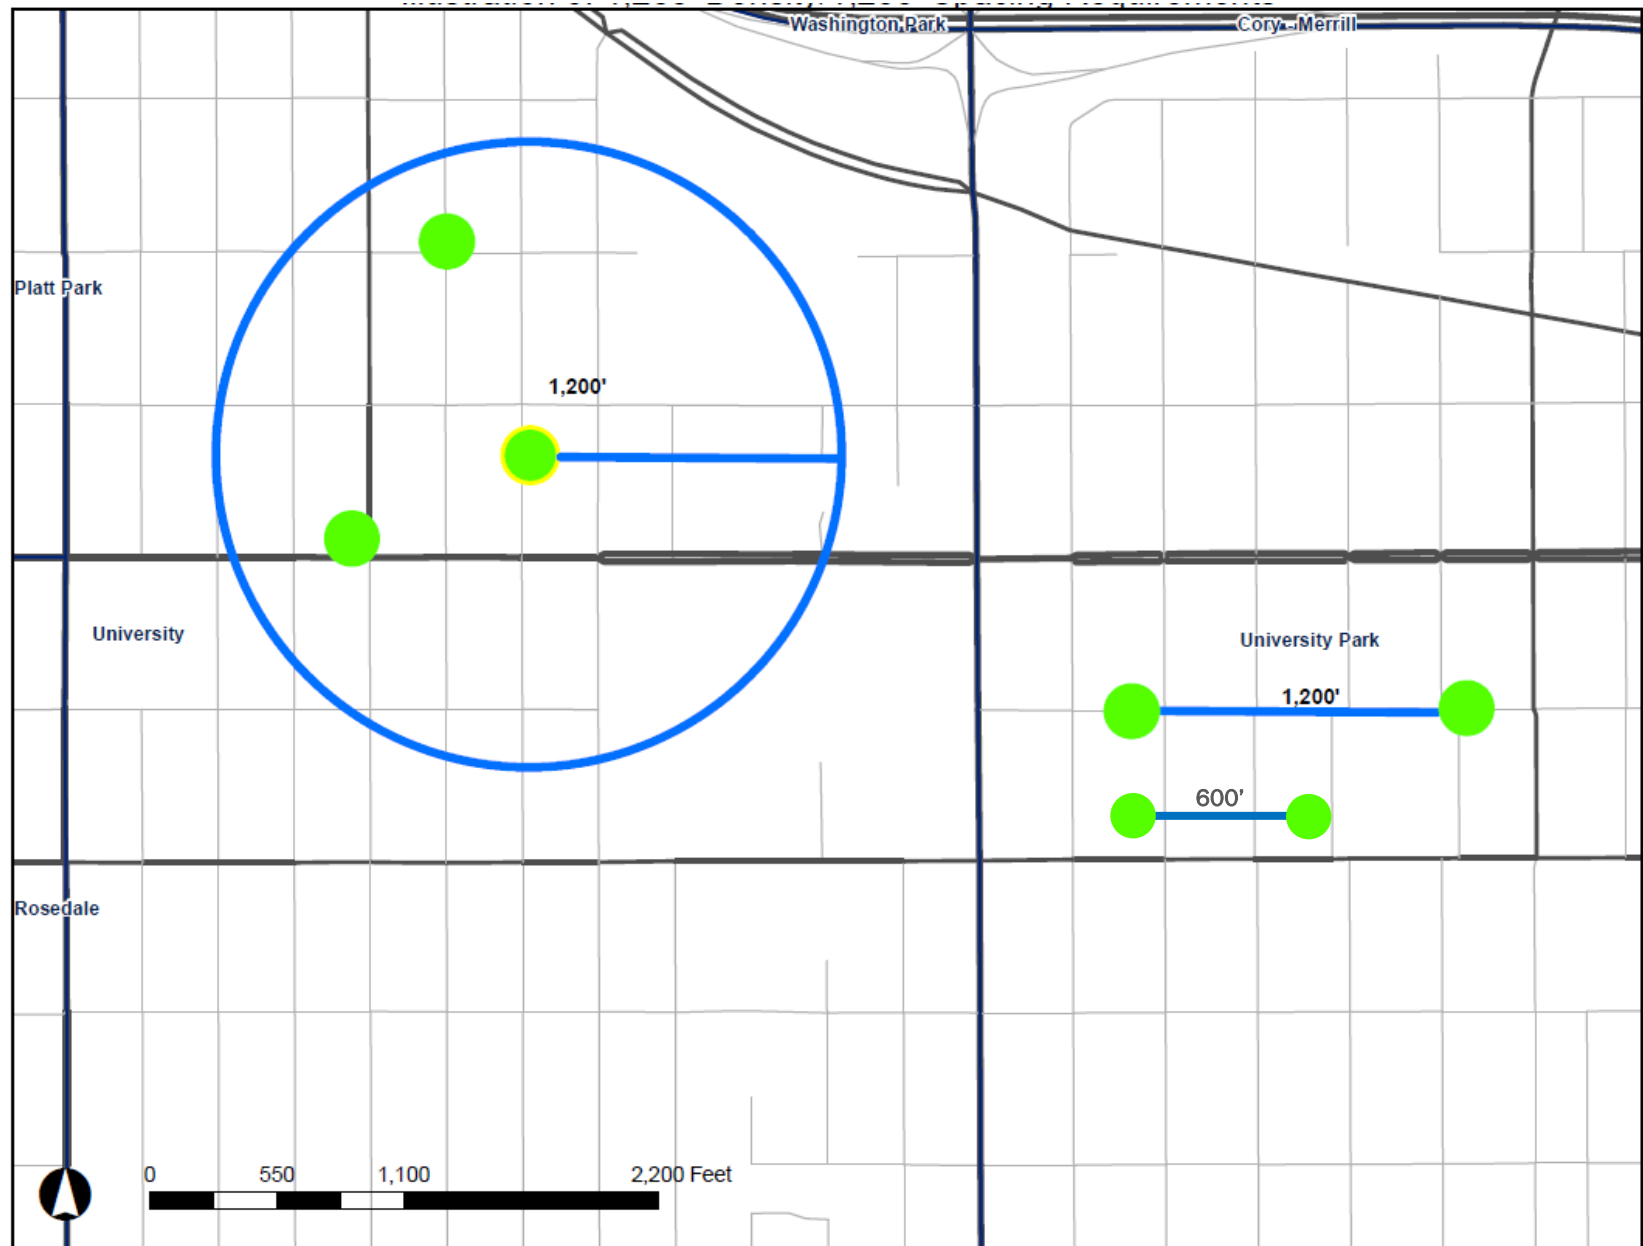 Washington Park
Cory - Merrill
Platt Park
1,200'
University
University Park
1,200'
600'
Rosedale
0 550 1,100 2,200 Feet